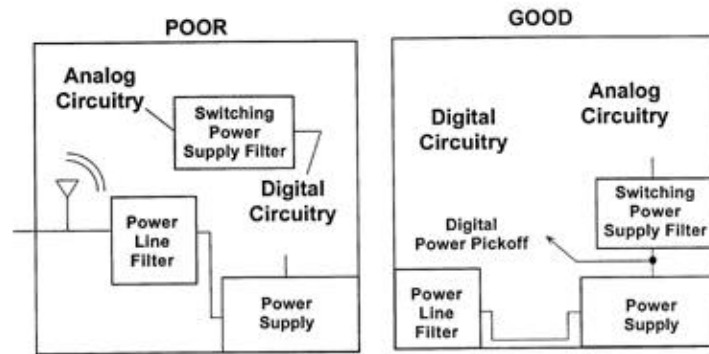 POOR
Analog
Circuitry
Switching
Power
Supply Filter
Digital
Circuitry
Power
Line
Filter
Power
Supply
GOOD
Digital
Circuitry
Analog
Circuitry
Switching
Power
Supply Filter
Digital
Power Pickoff
Power
Line
Filter
Power
Supply